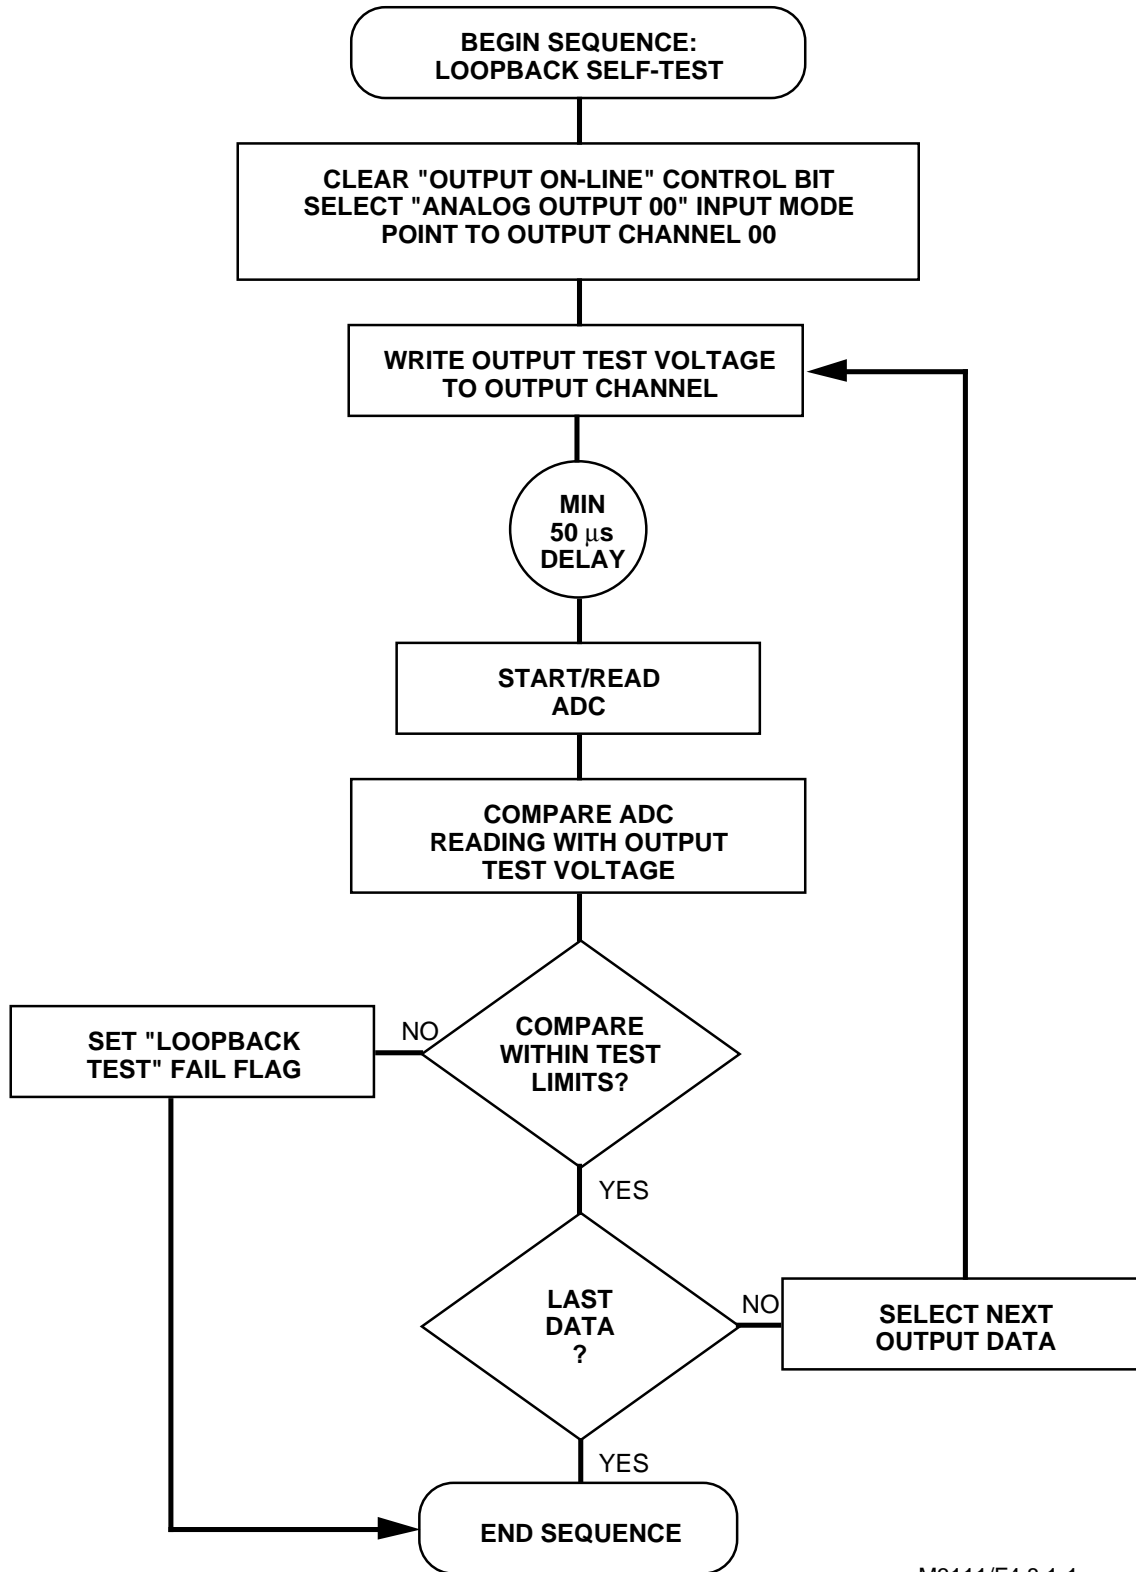 BEGIN SEQUENCE:
LOOPBACK SELF-TEST
CLEAR "OUTPUT ON-LINE" CONTROL BIT
SELECT "ANALOG OUTPUT 00" INPUT MODE
POINT TO OUTPUT CHANNEL 00
WRITE OUTPUT TEST VOLTAGE
TO OUTPUT CHANNEL
MIN
50 μs
DELAY
START/READ
ADC
COMPARE ADC
READING WITH OUTPUT
TEST VOLTAGE
COMPARE
WITHIN TEST
LIMITS?
NO
SET "LOOPBACK
TEST" FAIL FLAG
YES
LAST
DATA
?
NO
SELECT NEXT
OUTPUT DATA
YES
END SEQUENCE